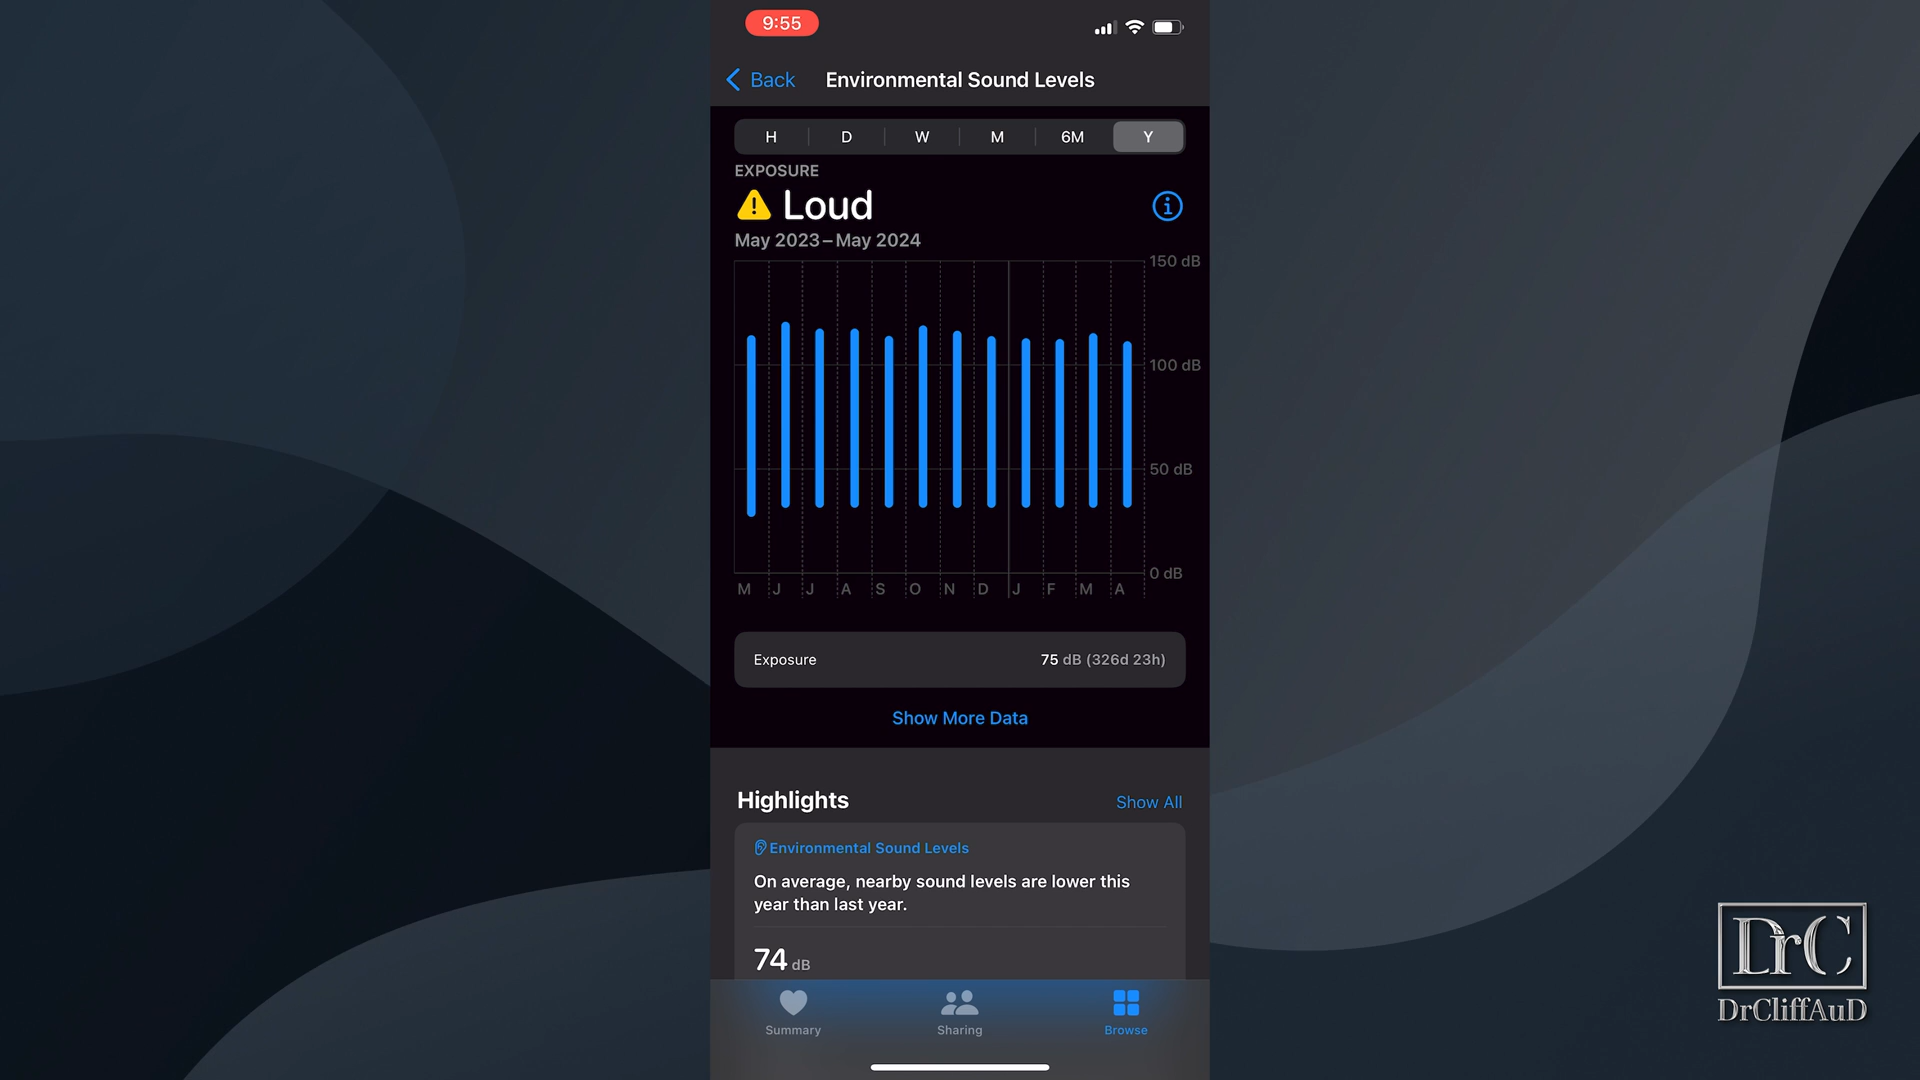 9:55
Back
Environmental Sound Levels
H D W M 6M Y
EXPOSURE
Loud
May 2023–May 2024
150 dB
100 dB
50 dB
0 dB
M J J A S O N D J F M A
Exposure 75 dB (326d 23h)
Show More Data
Highlights Show All
Environmental Sound Levels
On average, nearby sound levels are lower this
year than last year.
74 dB
Summary Sharing Browse
DrC
DrCliffAuD